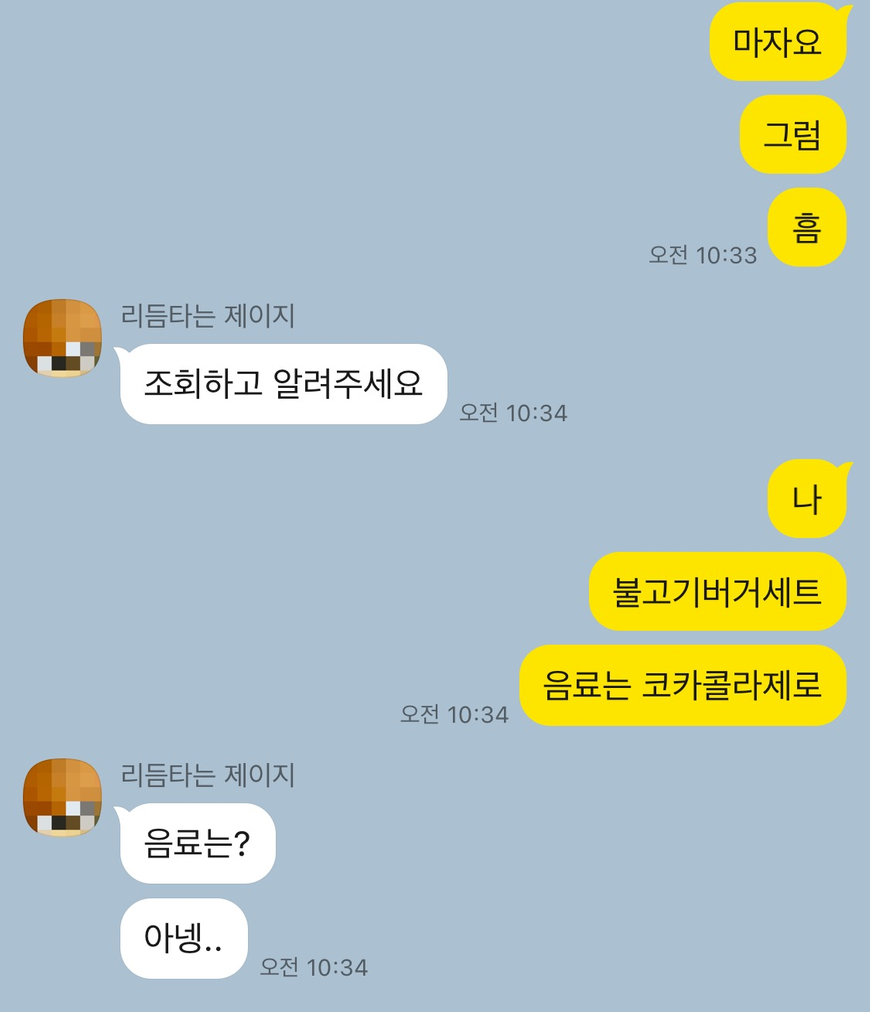 마자요
그럼
흠
오전 10:33
리듬타는 제이지
조회하고 알려주세요
오전 10:34
나
불고기버거세트
음료는 코카콜라제로
오전 10:34
리듬타는 제이지
음료는?
아넹..
오전 10:34